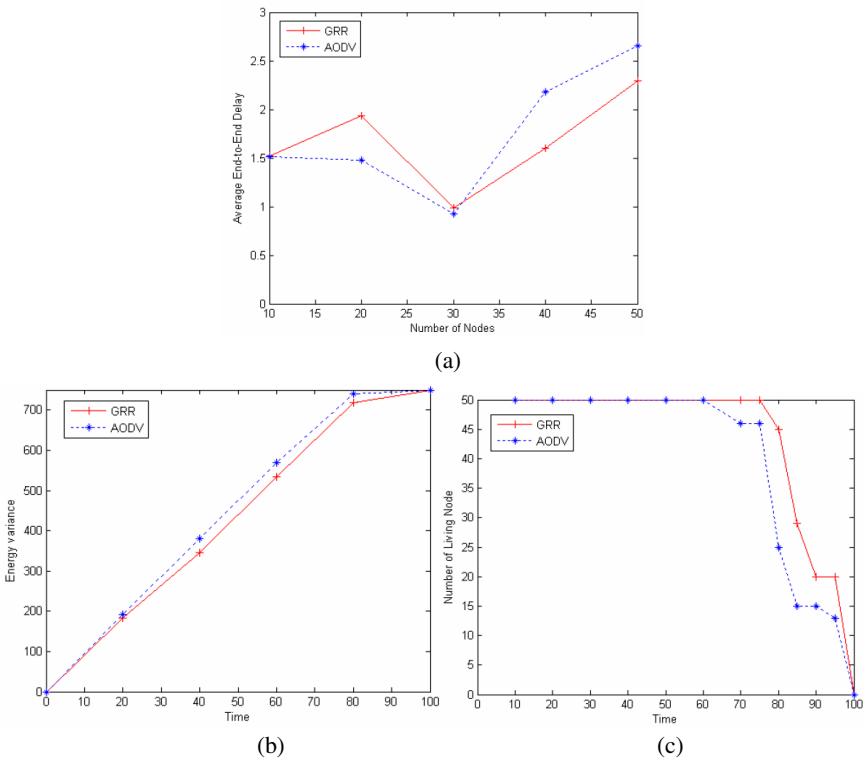 3
2.5
2
1.5
1
0.5
0
Average End-to-End Delay
GRR
AODV
10 15 20 25 30 35 40 45 50
Number of Nodes
(a)
700
600
500
400
300
200
100
0
Energy variance
GRR
AODV
0 10 20 30 40 50 60 70 80 90 100
Time
(b)
50
45
40
35
30
25
20
15
10
5
0
Number of Living Node
GRR
AODV
0 10 20 30 40 50 60 70 80 90 100
Time
(c)